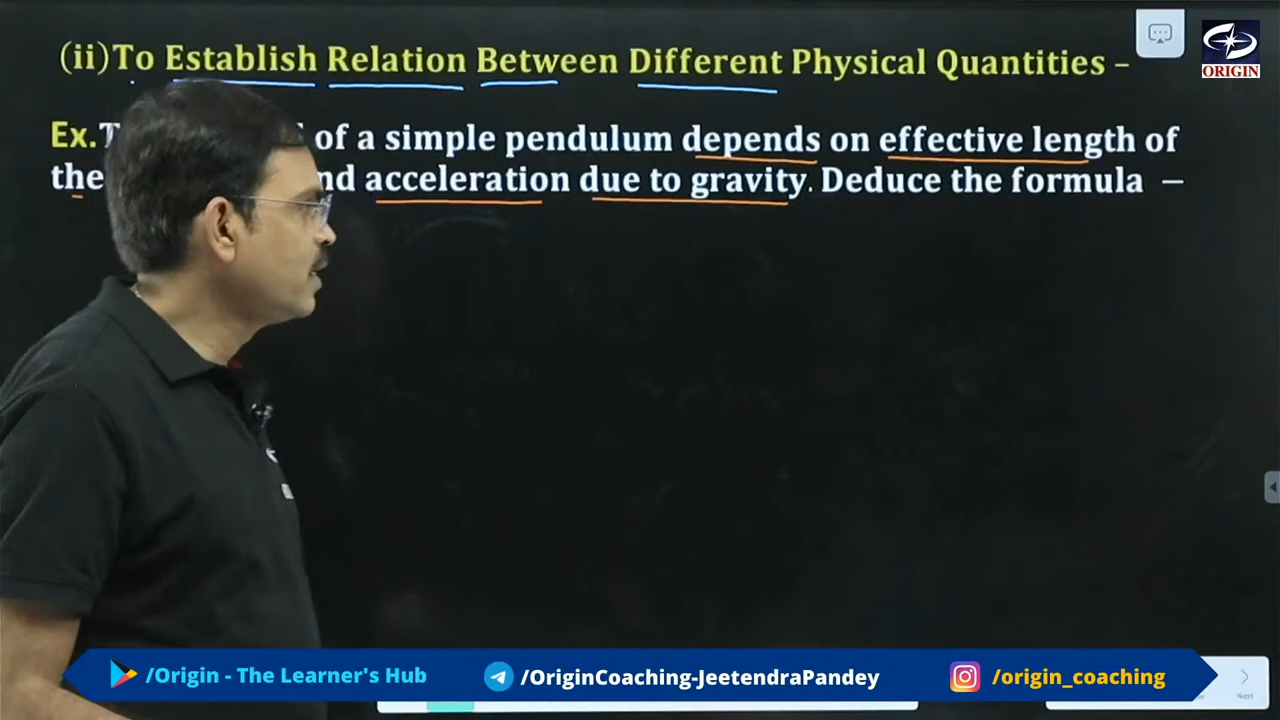 (ii)To Establish Relation Between Different Physical Quantities –
ORIGIN
Ex. of a simple pendulum depends on effective length of
the acceleration due to gravity. Deduce the formula –
/Origin - The Learner's Hub
/OriginCoaching-JeetendraPandey
/origin_coaching
Next